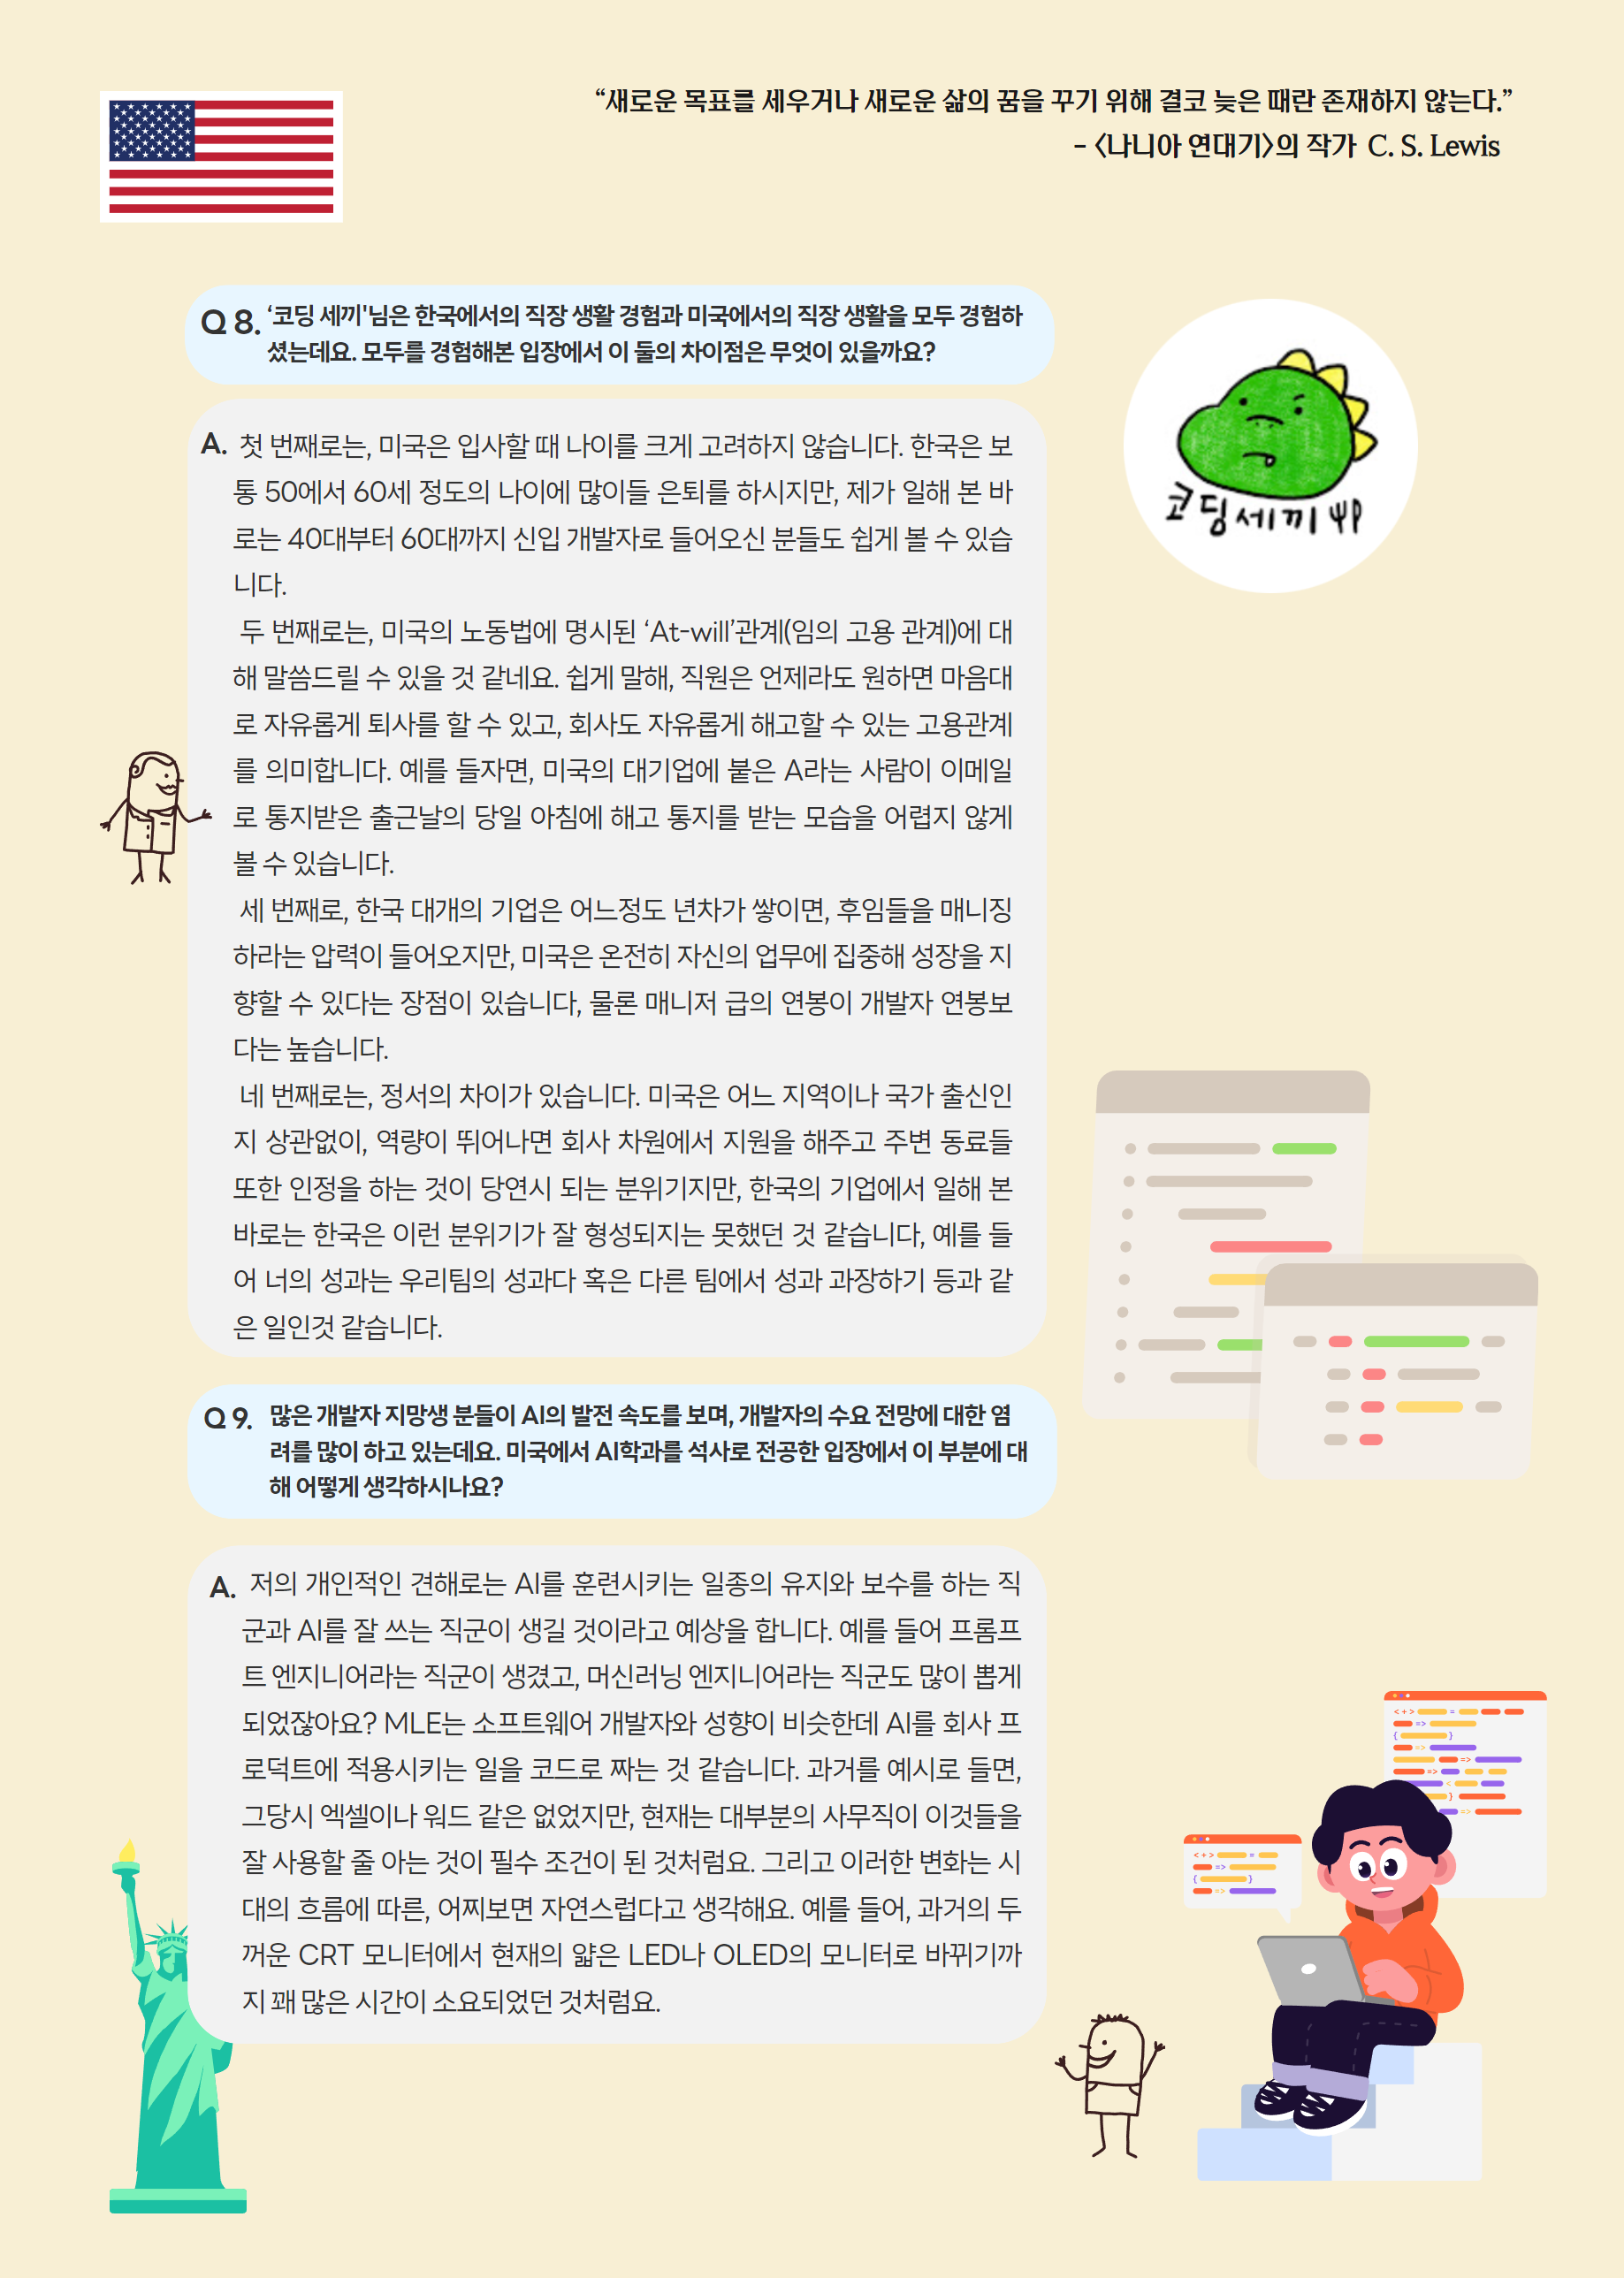 “새로운 목표를 세우거나 새로운 삶의 꿈을 꾸기 위해 결코 늦은 때란 존재하지 않는다.”
- 〈나니아 연대기〉의 작가 C. S. Lewis
Q 8. ‘코딩 세끼'님은 한국에서의 직장 생활 경험과 미국에서의 직장 생활을 모두 경험하
셨는데요. 모두를 경험해본 입장에서 이 둘의 차이점은 무엇이 있을까요?
코딩세끼
A. 첫 번째로는, 미국은 입사할 때 나이를 크게 고려하지 않습니다. 한국은 보
통 50에서 60세 정도의 나이에 많이들 은퇴를 하시지만, 제가 일해 본 바
로는 40대부터 60대까지 신입 개발자로 들어오신 분들도 쉽게 볼 수 있습
니다.
두 번째로는, 미국의 노동법에 명시된 ‘At-will’관계(임의 고용 관계)에 대
해 말씀드릴 수 있을 것 같네요. 쉽게 말해, 직원은 언제라도 원하면 마음대
로 자유롭게 퇴사를 할 수 있고, 회사도 자유롭게 해고할 수 있는 고용관계
를 의미합니다. 예를 들자면, 미국의 대기업에 붙은 A라는 사람이 이메일
로 통지받은 출근날의 당일 아침에 해고 통지를 받는 모습을 어렵지 않게
볼 수 있습니다.
세 번째로, 한국 대개의 기업은 어느정도 년차가 쌓이면, 후임들을 매니징
하라는 압력이 들어오지만, 미국은 온전히 자신의 업무에 집중해 성장을 지
향할 수 있다는 장점이 있습니다, 물론 매니저 급의 연봉이 개발자 연봉보
다는 높습니다.
네 번째로는, 정서의 차이가 있습니다. 미국은 어느 지역이나 국가 출신인
지 상관없이, 역량이 뛰어나면 회사 차원에서 지원을 해주고 주변 동료들
또한 인정을 하는 것이 당연시 되는 분위기지만, 한국의 기업에서 일해 본
바로는 한국은 이런 분위기가 잘 형성되지는 못했던 것 같습니다, 예를 들
어 너의 성과는 우리팀의 성과다 혹은 다른 팀에서 성과 과장하기 등과 같
은 일인것 같습니다.
Q 9. 많은 개발자 지망생 분들이 AI의 발전 속도를 보며, 개발자의 수요 전망에 대한 염
려를 많이 하고 있는데요. 미국에서 AI학과를 석사로 전공한 입장에서 이 부분에 대
해 어떻게 생각하시나요?
A. 저의 개인적인 견해로는 AI를 훈련시키는 일종의 유지와 보수를 하는 직
군과 AI를 잘 쓰는 직군이 생길 것이라고 예상을 합니다. 예를 들어 프롬프
트 엔지니어라는 직군이 생겼고, 머신러닝 엔지니어라는 직군도 많이 뽑게
되었잖아요? MLE는 소프트웨어 개발자와 성향이 비슷한데 AI를 회사 프
로덕트에 적용시키는 일을 코드로 짜는 것 같습니다. 과거를 예시로 들면,
그당시 엑셀이나 워드 같은 없었지만, 현재는 대부분의 사무직이 이것들을
잘 사용할 줄 아는 것이 필수 조건이 된 것처럼요. 그리고 이러한 변화는 시
대의 흐름에 따른, 어찌보면 자연스럽다고 생각해요. 예를 들어, 과거의 두
꺼운 CRT 모니터에서 현재의 얇은 LED나 OLED의 모니터로 바뀌기까
지 꽤 많은 시간이 소요되었던 것처럼요.